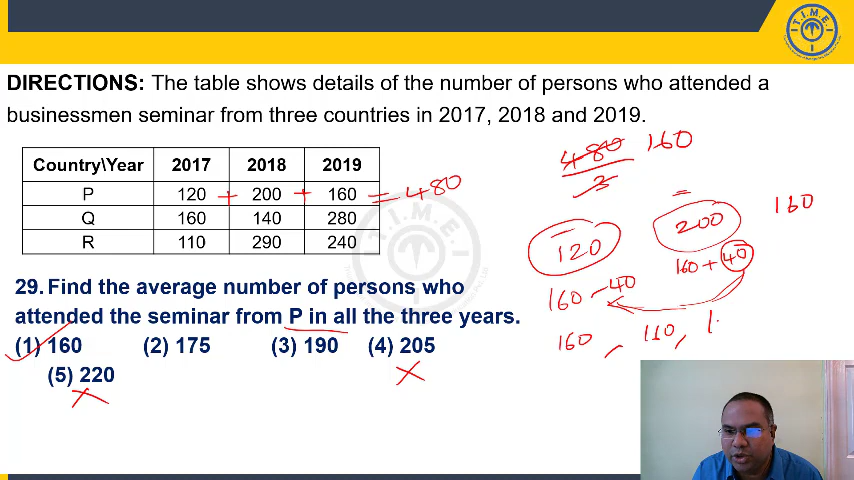 T.I.M.E.
DIRECTIONS: The table shows details of the number of persons who attended a
businessmen seminar from three countries in 2017, 2018 and 2019.
480 160
3
Country\Year 2017 2018 2019
P 120 + 200 + 160 = 480
Q 160 140 280
R 110 290 240
=
120 200 160
160 + 40
160 - 40
160, 110, 1
29. Find the average number of persons who
attended the seminar from P in all the three years.
(1) 160 (2) 175 (3) 190 (4) 205
(5) 220